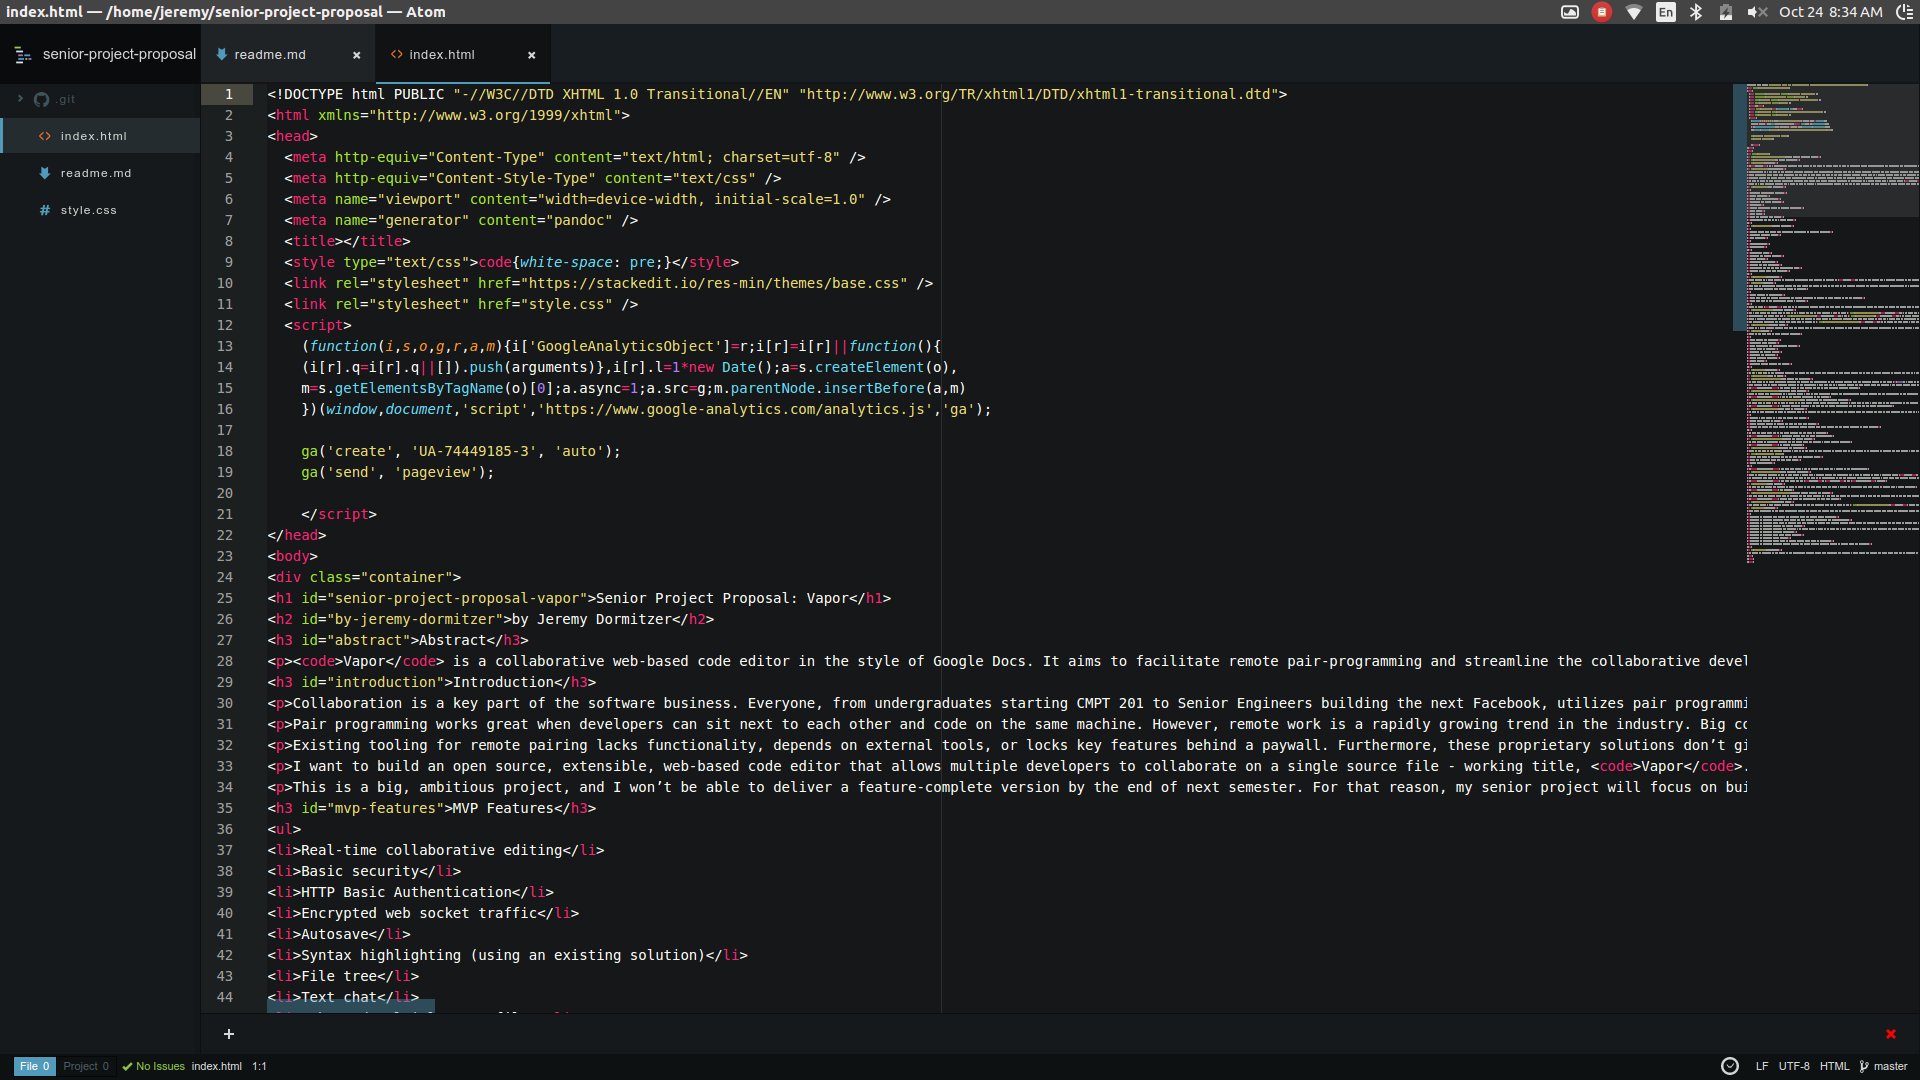 index.html — /home/jeremy/senior-project-proposal — Atom
En
Oct 24 8:34 AM
senior-project-proposal
readme.md
index.html
.git
index.html
readme.md
style.css
1 <!DOCTYPE html PUBLIC "-//W3C//DTD XHTML 1.0 Transitional//EN" "http://www.w3.org/TR/xhtml1/DTD/xhtml1-transitional.dtd">
2 <html xmlns="http://www.w3.org/1999/xhtml">
3 <head>
4   <meta http-equiv="Content-Type" content="text/html; charset=utf-8" />
5   <meta http-equiv="Content-Style-Type" content="text/css" />
6   <meta name="viewport" content="width=device-width, initial-scale=1.0" />
7   <meta name="generator" content="pandoc" />
8   <title></title>
9   <style type="text/css">code{white-space: pre;}</style>
10   <link rel="stylesheet" href="https://stackedit.io/res-min/themes/base.css" />
11   <link rel="stylesheet" href="style.css" />
12   <script>
13     (function(i,s,o,g,r,a,m){i['GoogleAnalyticsObject']=r;i[r]=i[r]||function(){
14     (i[r].q=i[r].q||[]).push(arguments)},i[r].l=1*new Date();a=s.createElement(o),
15     m=s.getElementsByTagName(o)[0];a.async=1;a.src=g;m.parentNode.insertBefore(a,m)
16     })(window,document,'script','https://www.google-analytics.com/analytics.js','ga');
17
18     ga('create', 'UA-74449185-3', 'auto');
19     ga('send', 'pageview');
20
21     </script>
22 </head>
23 <body>
24 <div class="container">
25 <h1 id="senior-project-proposal-vapor">Senior Project Proposal: Vapor</h1>
26 <h2 id="by-jeremy-dormitzer">by Jeremy Dormitzer</h2>
27 <h3 id="abstract">Abstract</h3>
28 <p><code>Vapor</code> is a collaborative web-based code editor in the style of Google Docs. It aims to facilitate remote pair-programming and streamline the collaborative devel
29 <h3 id="introduction">Introduction</h3>
30 <p>Collaboration is a key part of the software business. Everyone, from undergraduates starting CMPT 201 to Senior Engineers building the next Facebook, utilizes pair programmi
31 <p>Pair programming works great when developers can sit next to each other and code on the same machine. However, remote work is a rapidly growing trend in the industry. Big co
32 <p>Existing tooling for remote pairing lacks functionality, depends on external tools, or locks key features behind a paywall. Furthermore, these proprietary solutions don’t gi
33 <p>I want to build an open source, extensible, web-based code editor that allows multiple developers to collaborate on a single source file - working title, <code>Vapor</code>.
34 <p>This is a big, ambitious project, and I won’t be able to deliver a feature-complete version by the end of next semester. For that reason, my senior project will focus on bui
35 <h3 id="mvp-features">MVP Features</h3>
36 <ul>
37 <li>Real-time collaborative editing</li>
38 <li>Basic security</li>
39 <li>HTTP Basic Authentication</li>
40 <li>Encrypted web socket traffic</li>
41 <li>Autosave</li>
42 <li>Syntax highlighting (using an existing solution)</li>
43 <li>File tree</li>
44 <li>Text chat</li>
+
File 0 Project 0 No Issues index.html 1:1 LF UTF-8 HTML master